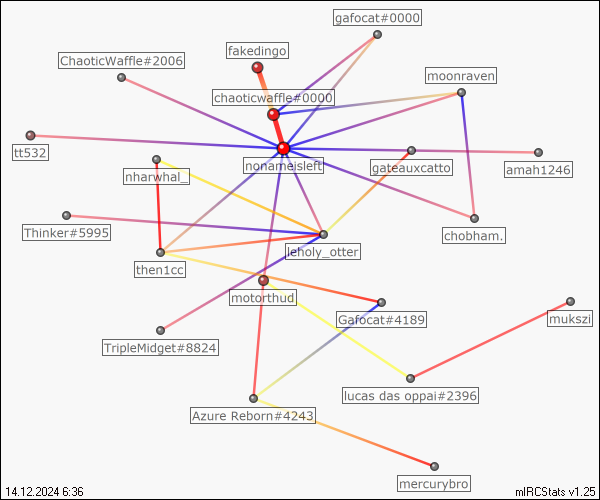 gafocat#0000
fakedingo
ChaoticWaffle#2006
moonraven
chaoticwaffle#0000
tt532
nonameisleft
gateauxcatto
amah1246
nharwhal_
Thinker#5995
chobham.
leholy_otter
then1cc
motorthud
Gafocat#4189
mukszi
TripleMidget#8824
lucas das oppai#2396
Azure Reborn#4243
mercurybro
14.12.2024 6:36
mIRCStats v1.25